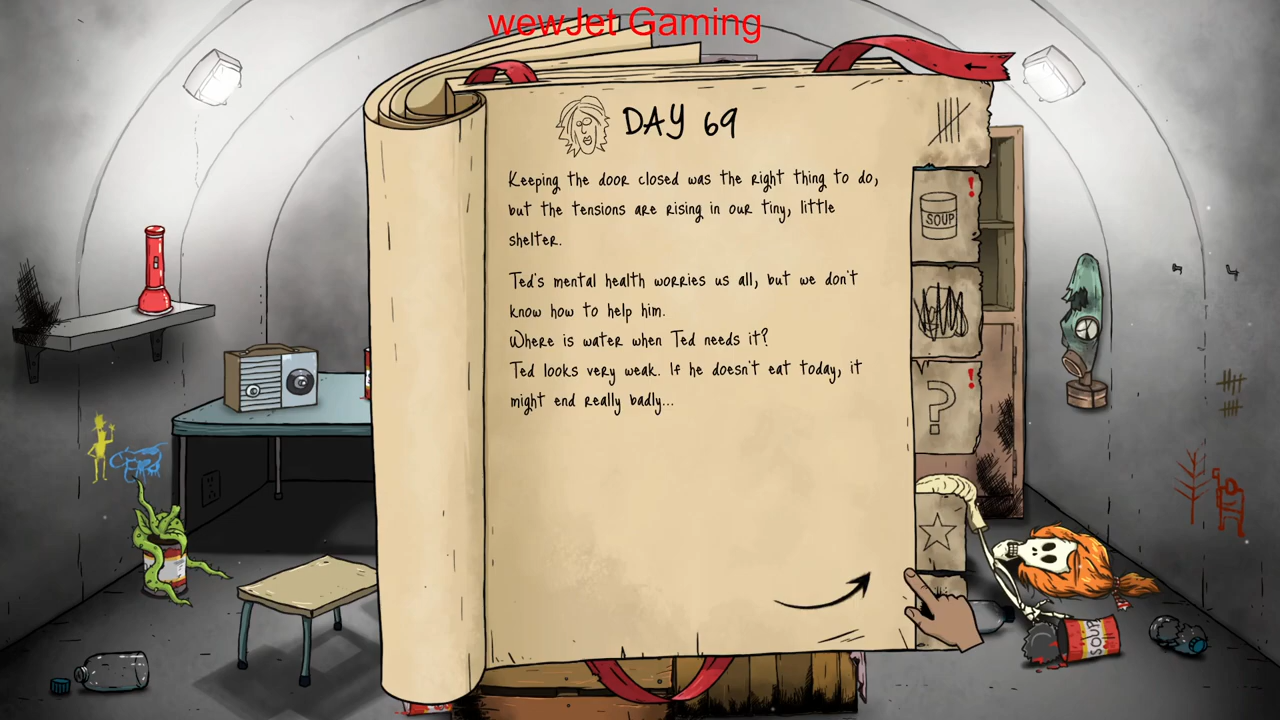 wewJet Gaming
DAY 69
Keeping the door closed was the right thing to do,
but the tensions are rising in our tiny, little
shelter.
Ted's mental health worries us all, but we don't
know how to help him.
Where is water when Ted needs it?
Ted looks very weak. If he doesn't eat today, it
might end really badly...
!
SOUP
!
?
SOUP